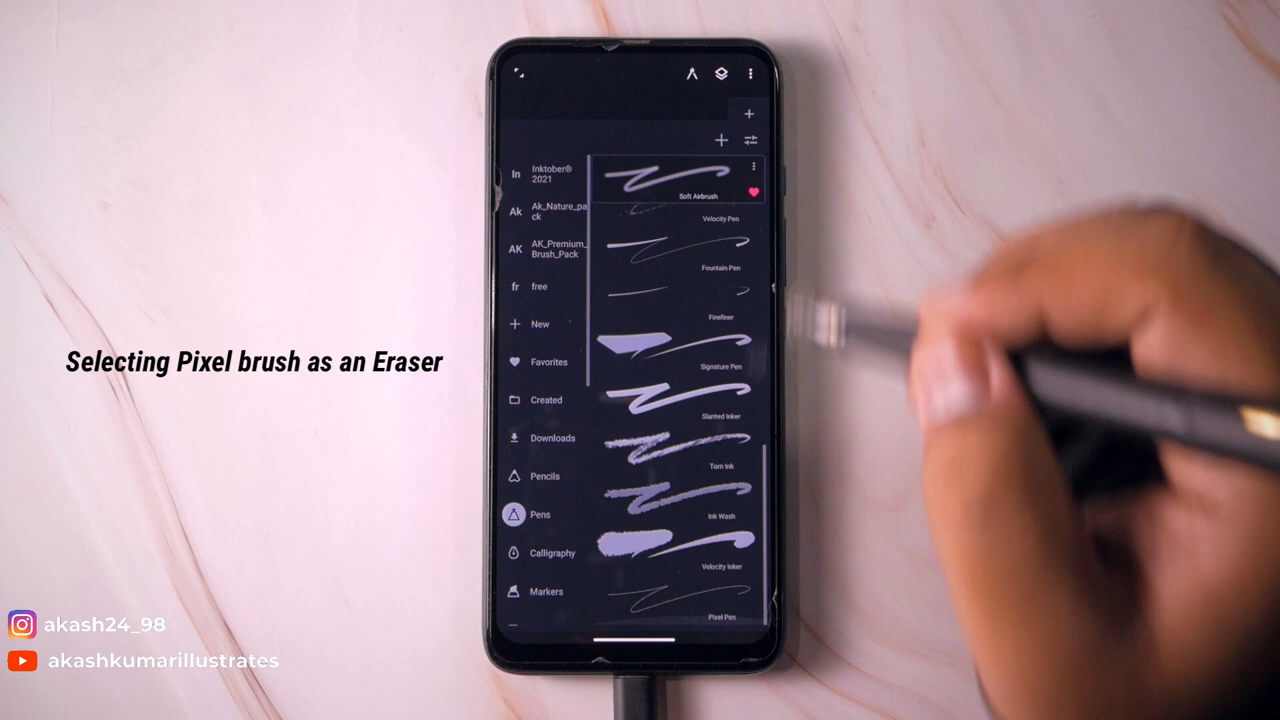 In Inktober®
2021
Ak Ak_Nature_pa
ck
AK AK_Premium_
Brush_Pack
fr free
New
Favorites
Created
Downloads
Pencils
Pens
Calligraphy
Markers
Soft Airbrush
Velocity Pen
Fountain Pen
Fineliner
Signature Pen
Slanted Inker
Torn Ink
Ink Wash
Velocity Inker
Pixel Pen
Selecting Pixel brush as an Eraser
akash24_98
akashkumarillustrates